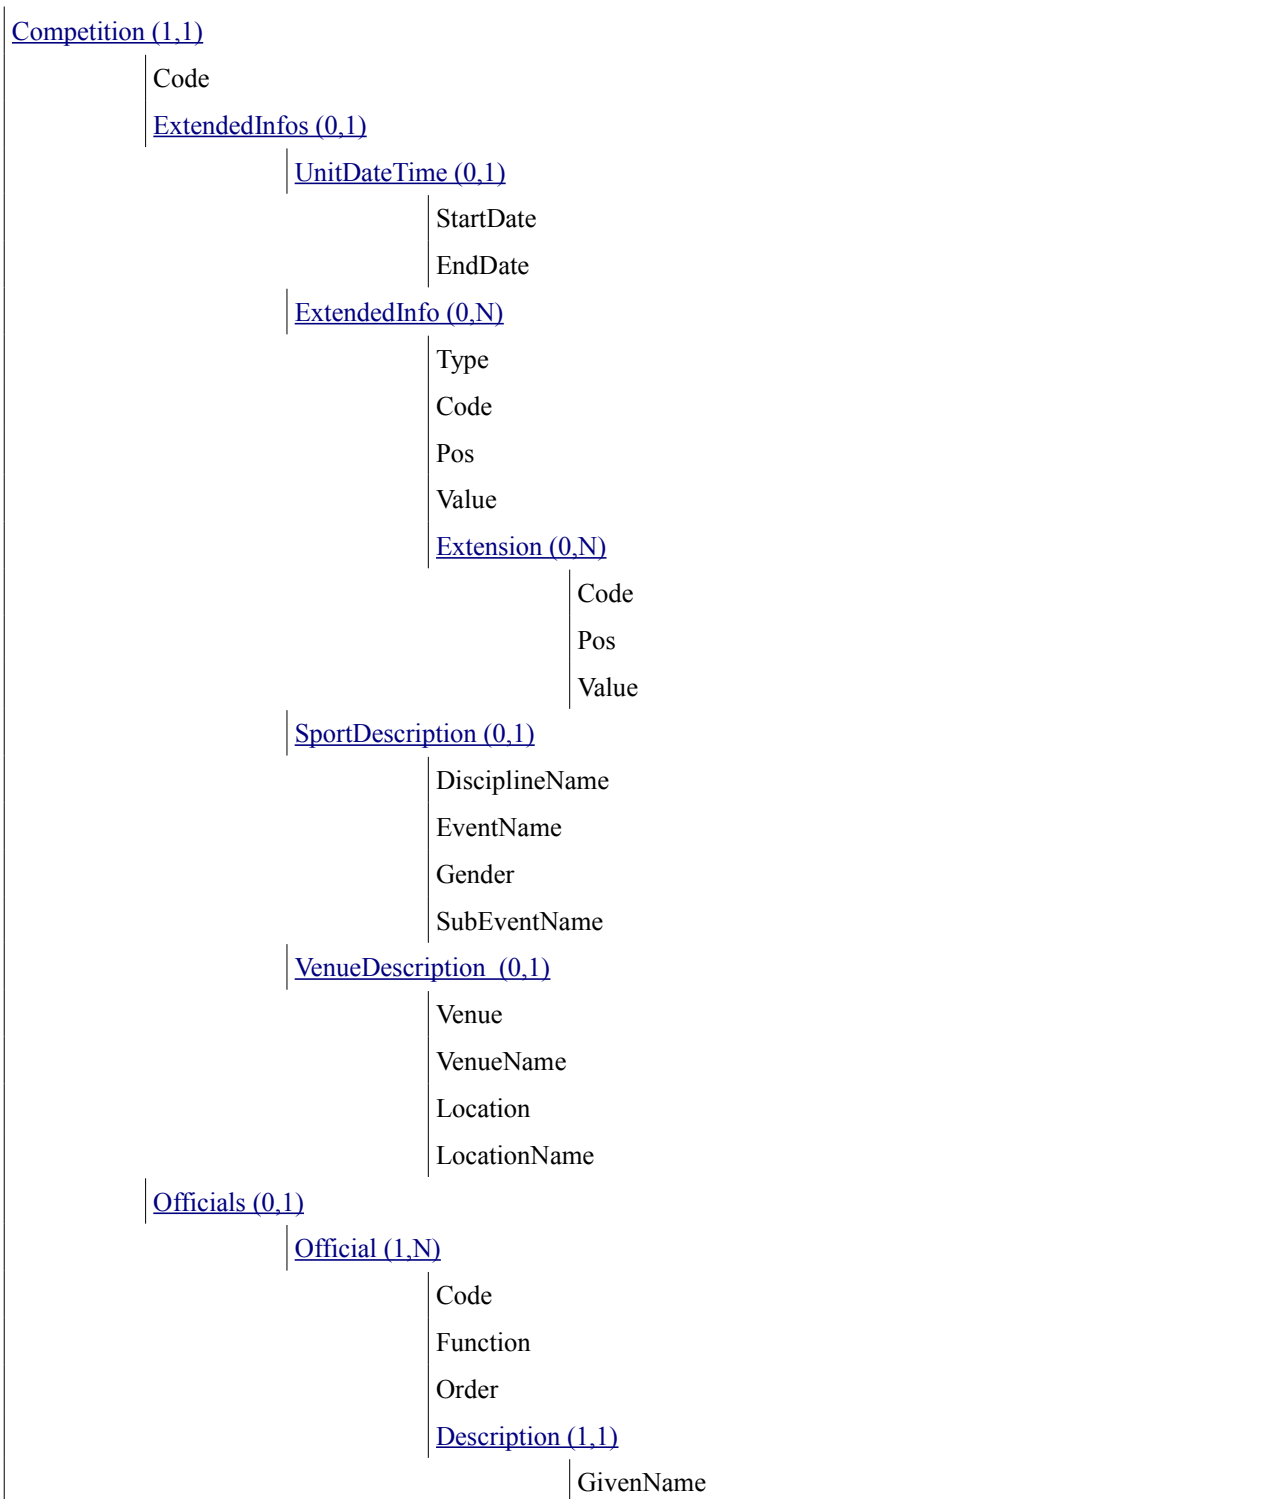 Competition (1,1)
Code
ExtendedInfos (0,1)
UnitDateTime (0,1)
StartDate
EndDate
ExtendedInfo (0,N)
Type
Code
Pos
Value
Extension (0,N)
Code
Pos
Value
SportDescription (0,1)
DisciplineName
EventName
Gender
SubEventName
VenueDescription  (0,1)
Venue
VenueName
Location
LocationName
Officials (0,1)
Official (1,N)
Code
Function
Order
Description (1,1)
GivenName